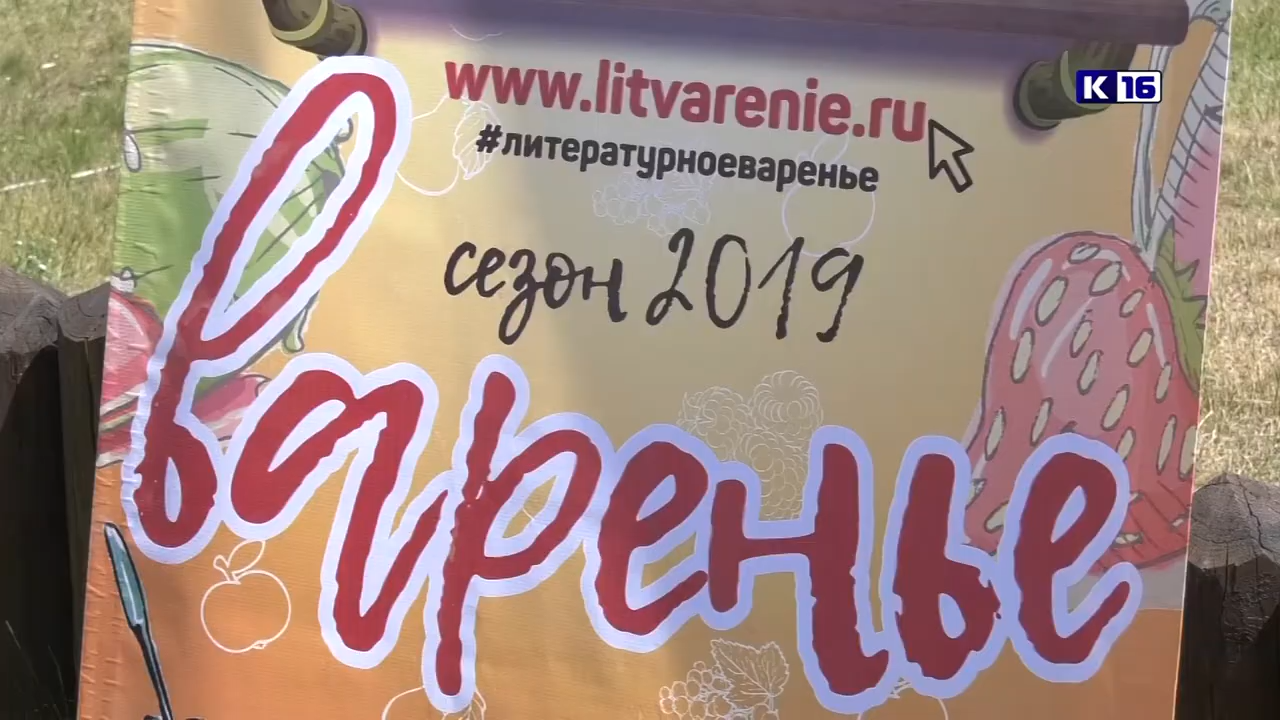 www.litvarenie.ru
К 16
#литературноеваренье
сезон 2019
варенье